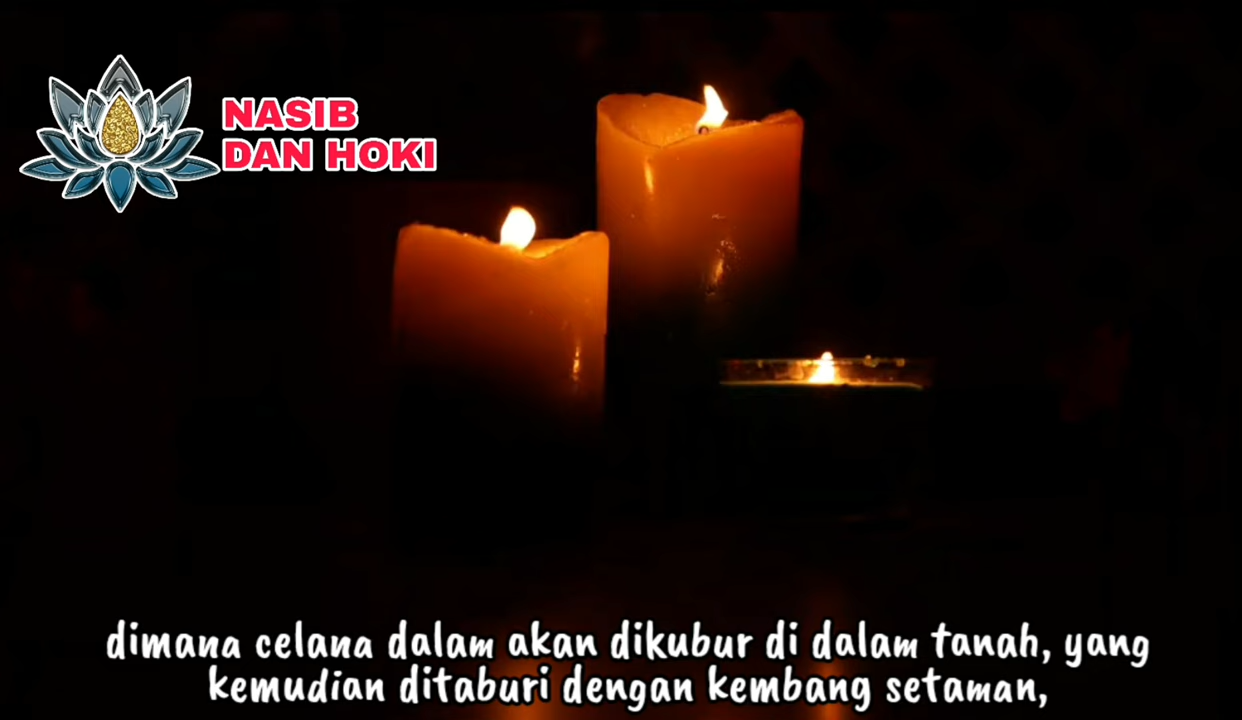 NASIB
DAN HOKI
dimana celana dalam akan dikubur di dalam tanah, yang
kemudian ditaburi dengan kembang setaman,